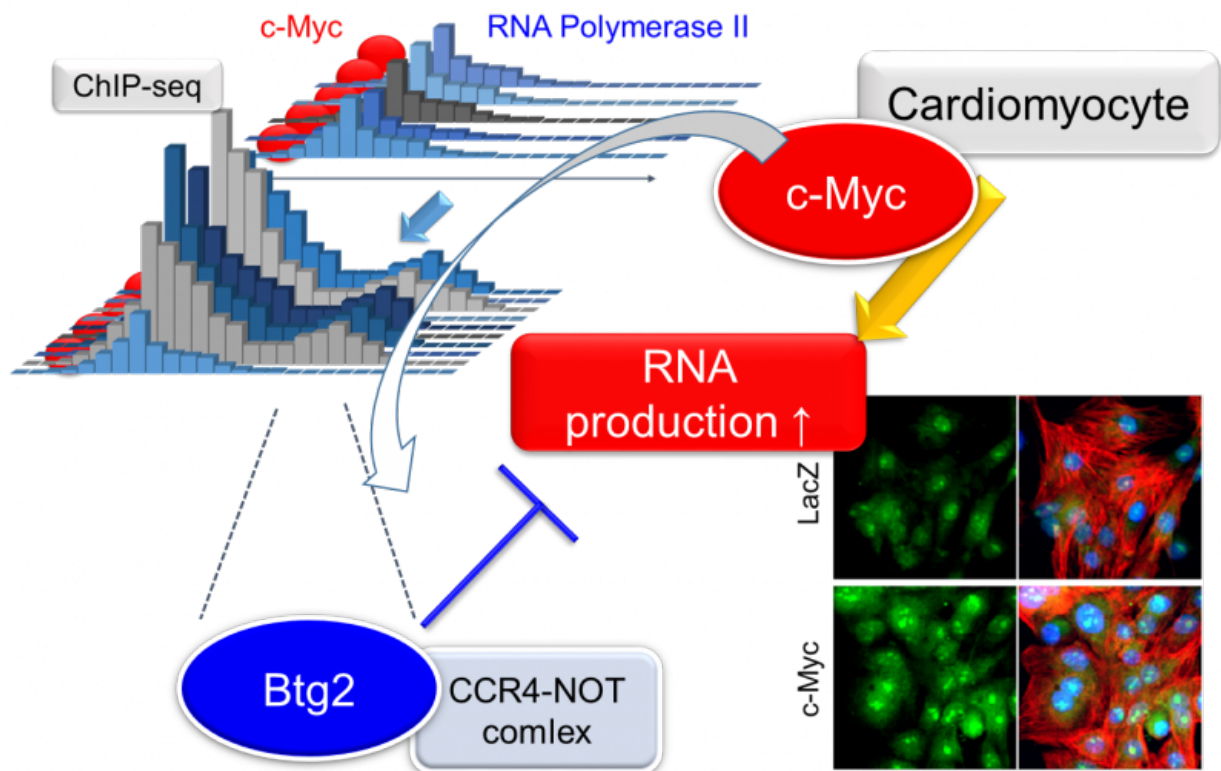 c-Myc
RNA Polymerase II
ChIP-seq
Cardiomyocyte
c-Myc
RNA
production ↑
LacZ
c-Myc
Btg2
CCR4-NOT
comlex